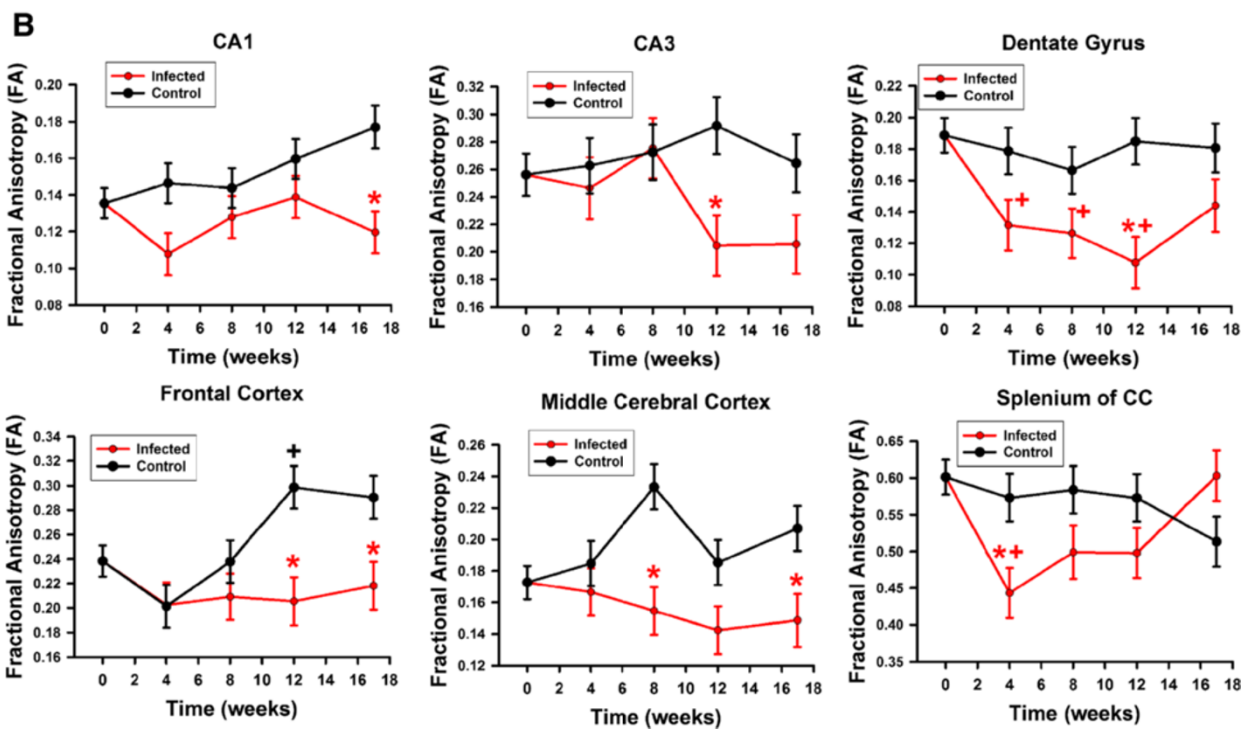 B
CA1
Fractional Anisotropy (FA)
Infected
Control
0.20
0.18
0.16
0.14
0.12
0.10
0.08
0 2 4 6 8 10 12 14 16 18
Time (weeks)
*
CA3
Fractional Anisotropy (FA)
Infected
Control
0.32
0.30
0.28
0.26
0.24
0.22
0.20
0.18
0.16
0 2 4 6 8 10 12 14 16 18
Time (weeks)
*
Dentate Gyrus
Fractional Anisotropy (FA)
Infected
Control
0.22
0.20
0.18
0.16
0.14
0.12
0.10
0.08
0 2 4 6 8 10 12 14 16 18
Time (weeks)
+
+
*+
Frontal Cortex
Fractional Anisotropy (FA)
Infected
Control
0.34
0.32
0.30
0.28
0.26
0.24
0.22
0.20
0.18
0.16
0 2 4 6 8 10 12 14 16 18
Time (weeks)
+
*
*
Middle Cerebral Cortex
Fractional Anisotropy (FA)
Infected
Control
0.26
0.24
0.22
0.20
0.18
0.16
0.14
0.12
0 2 4 6 8 10 12 14 16 18
Time (weeks)
*
*
Splenium of CC
Fractional Anisotropy (FA)
Infected
Control
0.65
0.60
0.55
0.50
0.45
0.40
0.35
0 2 4 6 8 10 12 14 16 18
Time (weeks)
*+